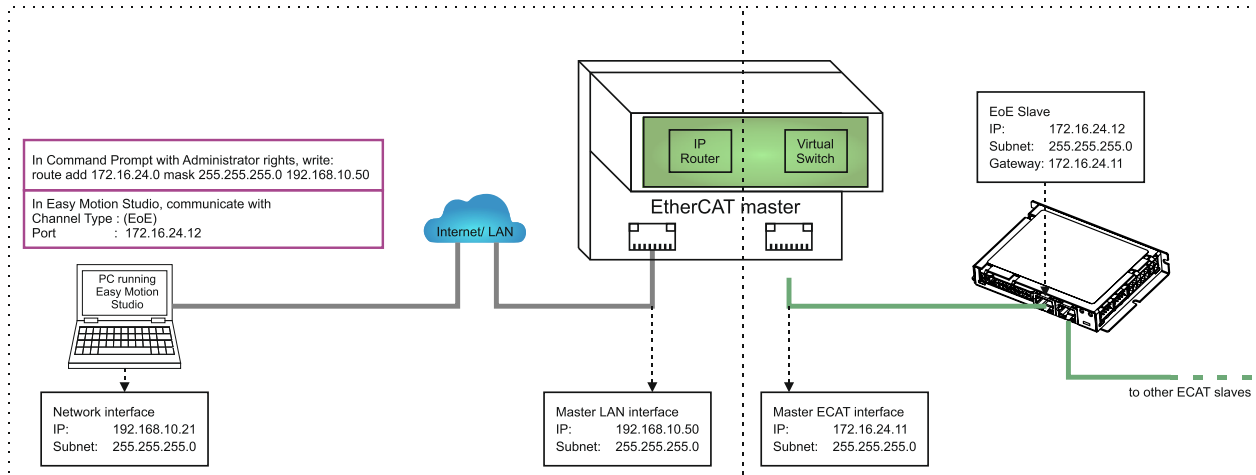 In Command Prompt with Administrator rights, write:
route add 172.16.24.0 mask 255.255.255.0 192.168.10.50
In Easy Motion Studio, communicate with
Channel Type : (EoE)
Port : 172.16.24.12
PC running
Easy Motion
Studio
Internet/ LAN
IP
Router
Virtual
Switch
EtherCAT master
EoE Slave
IP: 172.16.24.12
Subnet: 255.255.255.0
Gateway: 172.16.24.11
to other ECAT slaves
Network interface
IP: 192.168.10.21
Subnet: 255.255.255.0
Master LAN interface
IP: 192.168.10.50
Subnet: 255.255.255.0
Master ECAT interface
IP: 172.16.24.11
Subnet: 255.255.255.0